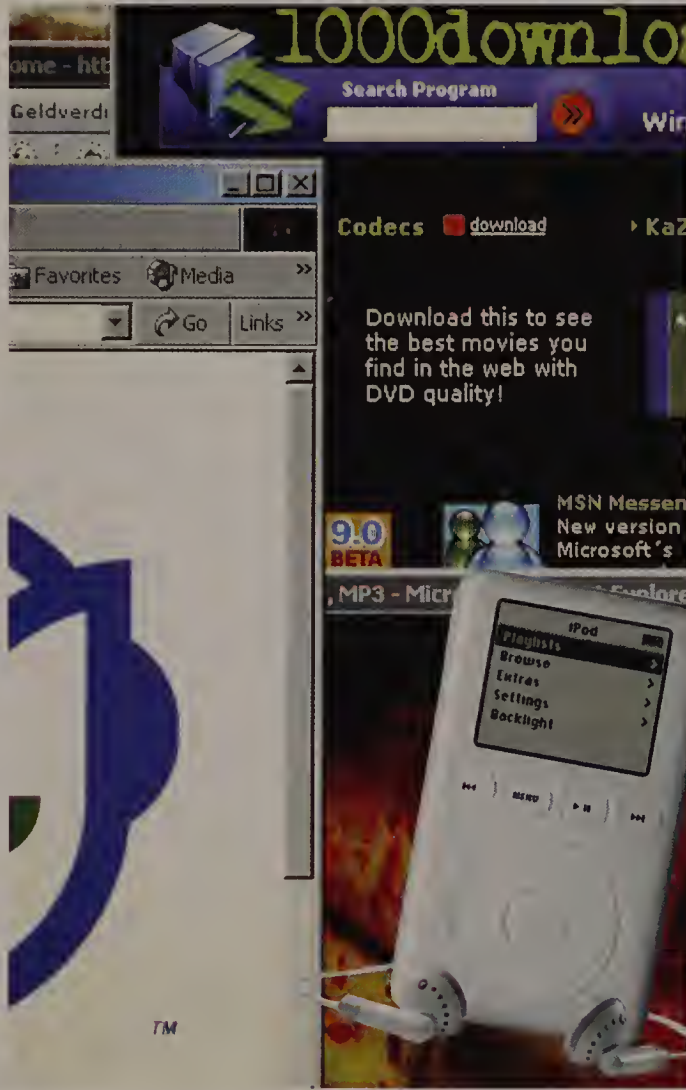 1000downlo
ome - htt
Search Program
Geldverdi
Wir
Codecs download
KaZ
Favorites Media »
Go Links »
Download this to see
the best movies you
find in the web with
DVD quality!
9.0
BETA
MSN Messen
New version
Microsoft´s
, MP3 - Micr
Explore
iPod
Playlists
Browse
Extras
Settings
Backlight
MENU
TM